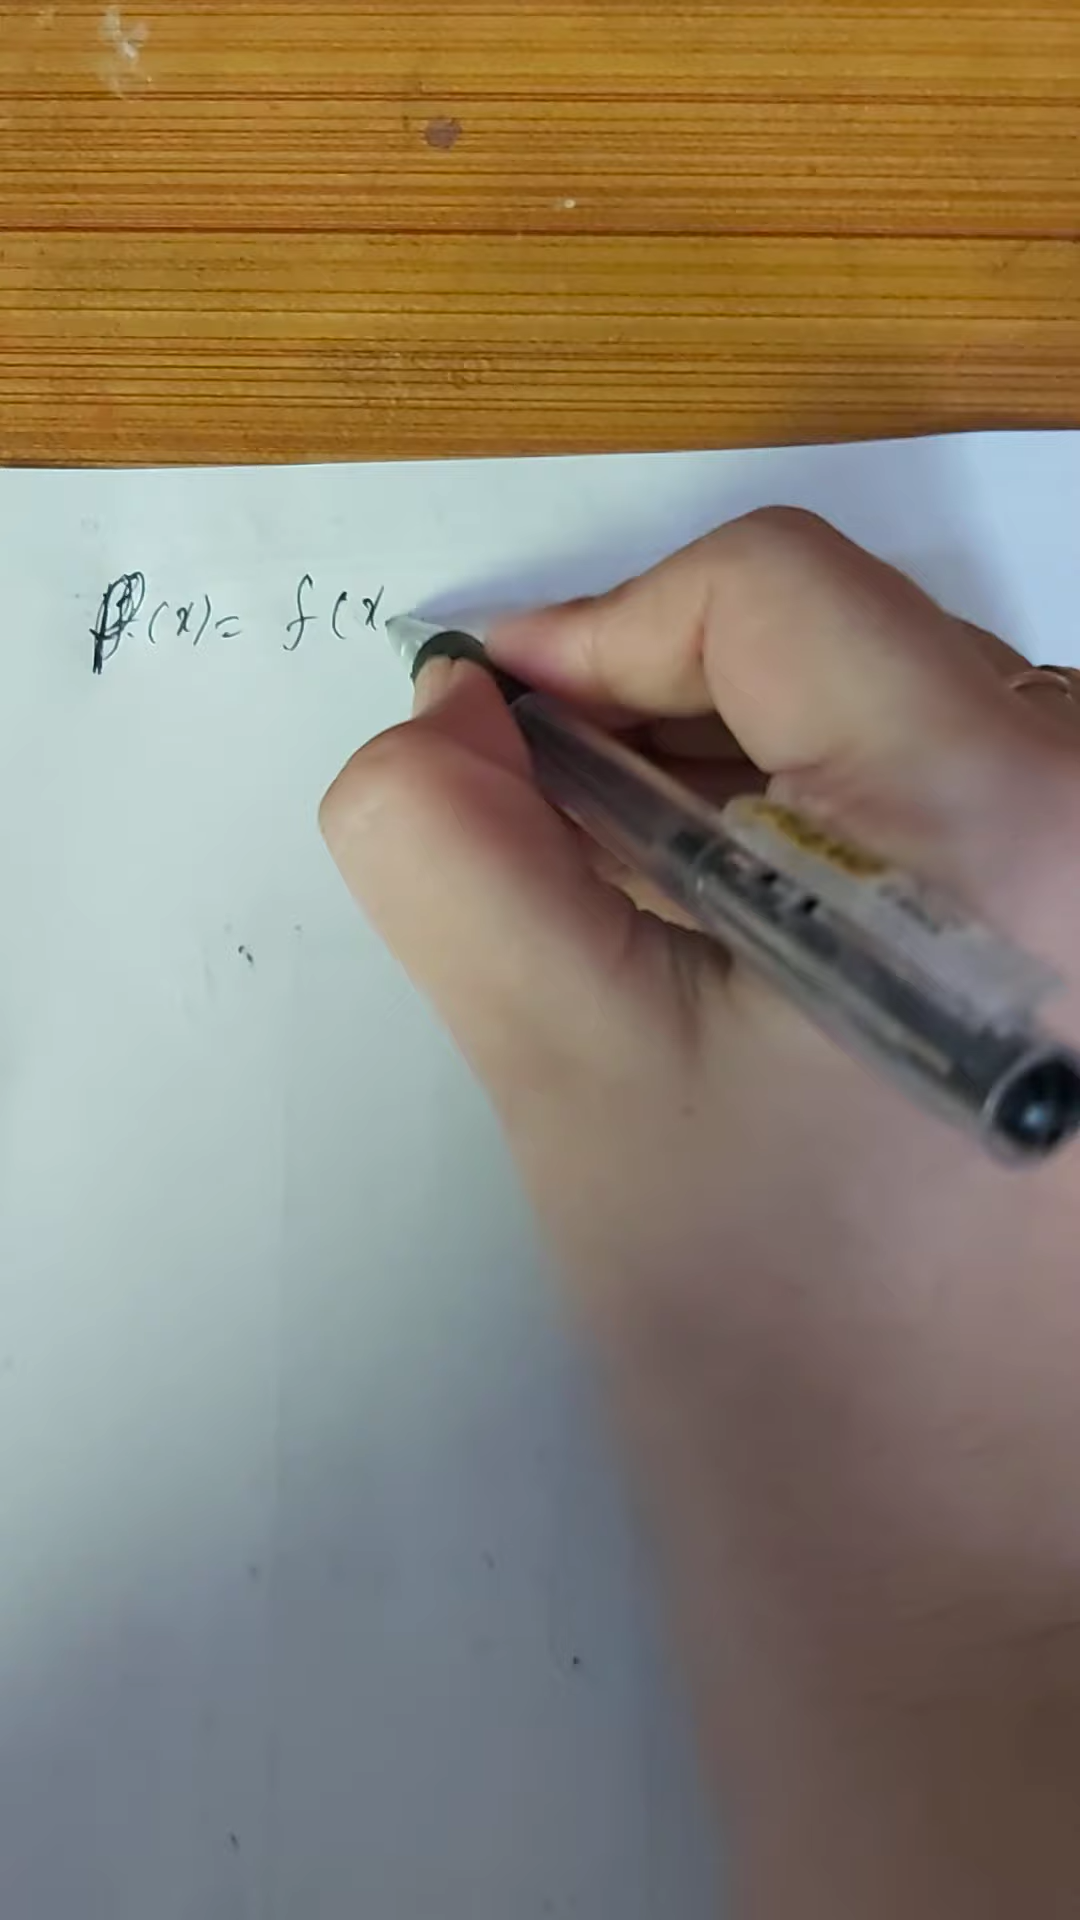 (x) = f(x